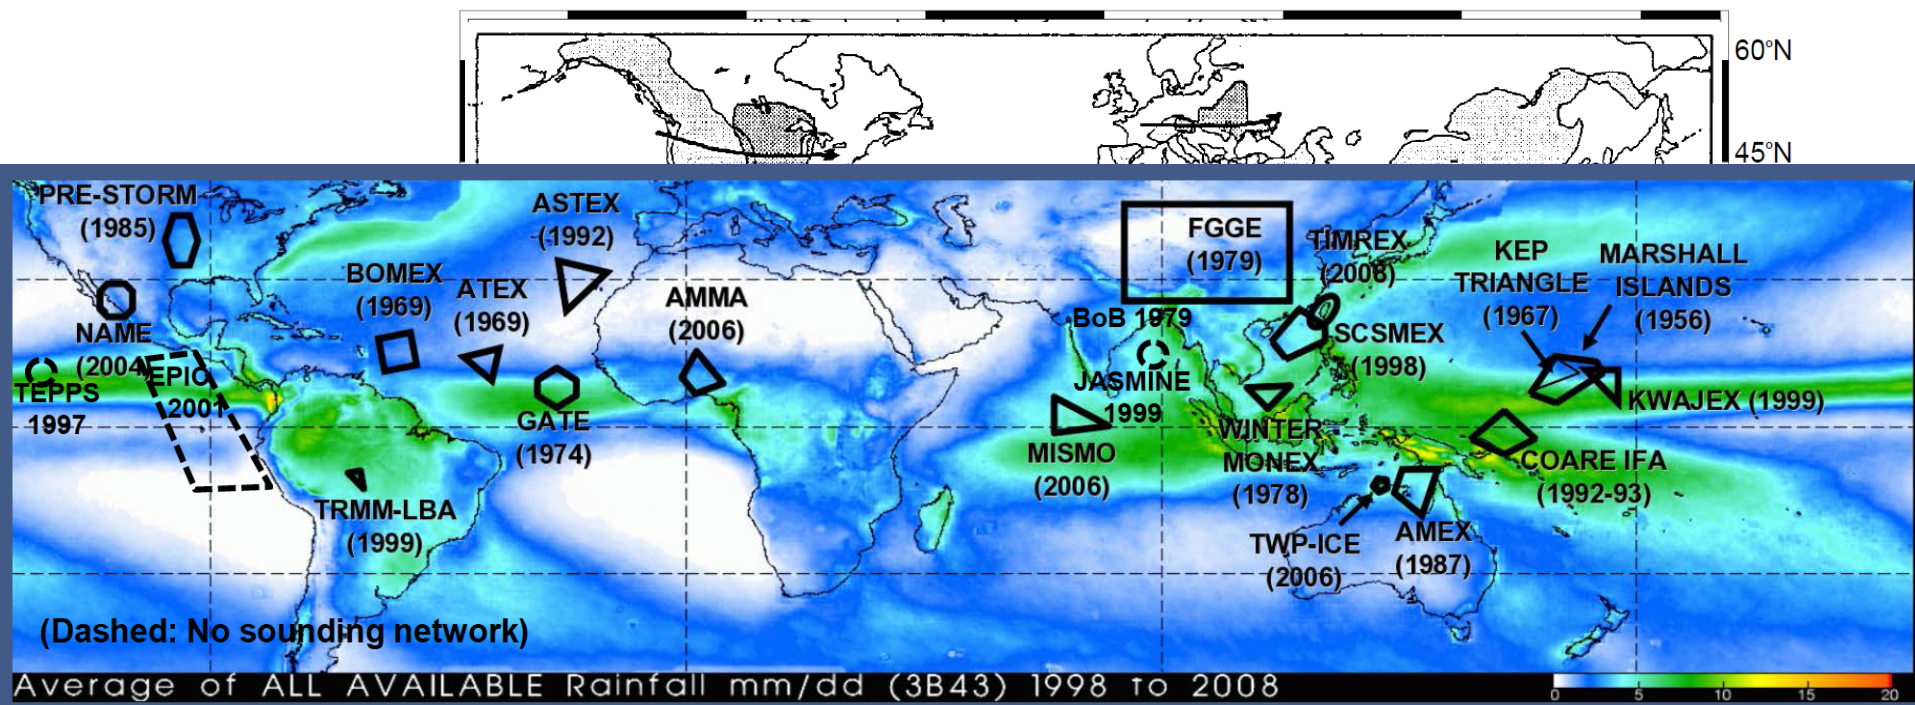 60°N
45°N
PRE-STORM
(1985)
ASTEX
(1992)
FGGE
(1979)
TIMREX
(2008)
KEP
TRIANGLE
(1967)
MARSHALL
ISLANDS
(1956)
BOMEX
(1969)
ATEX
(1969)
AMMA
(2006)
NAME
(2004)
BoB 1979
SCSMEX
(1998)
TEPPS
1997
EPIC
2001
JASMINE
1999
KWAJEX (1999)
GATE
(1974)
MISMO
(2006)
WINTER
MONEX
(1978)
COARE IFA
(1992-93)
TRMM-LBA
(1999)
TWP-ICE
(2006)
AMEX
(1987)
(Dashed: No sounding network)
Average of ALL AVAILABLE Rainfall mm/dd (3B43) 1998 to 2008
0 5 10 15 20